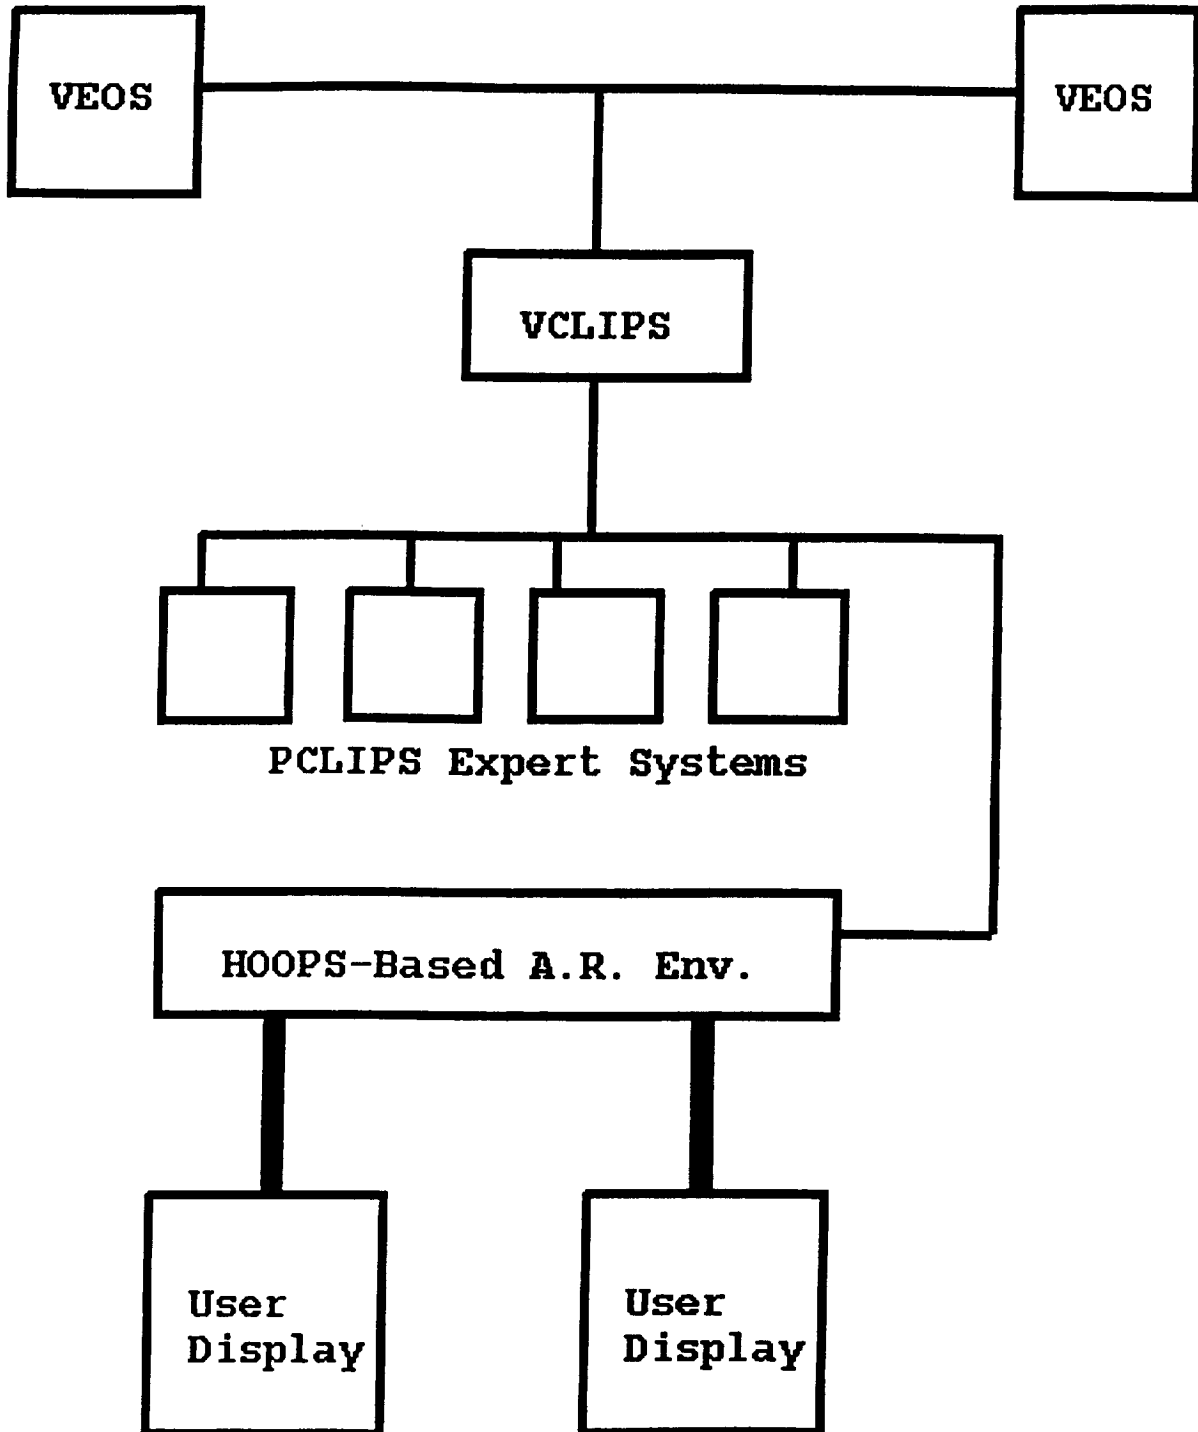 VEOS
VEOS
VCLIPS
PCLIPS Expert Systems
HOOPS-Based A.R. Env.
User
Display
User
Display